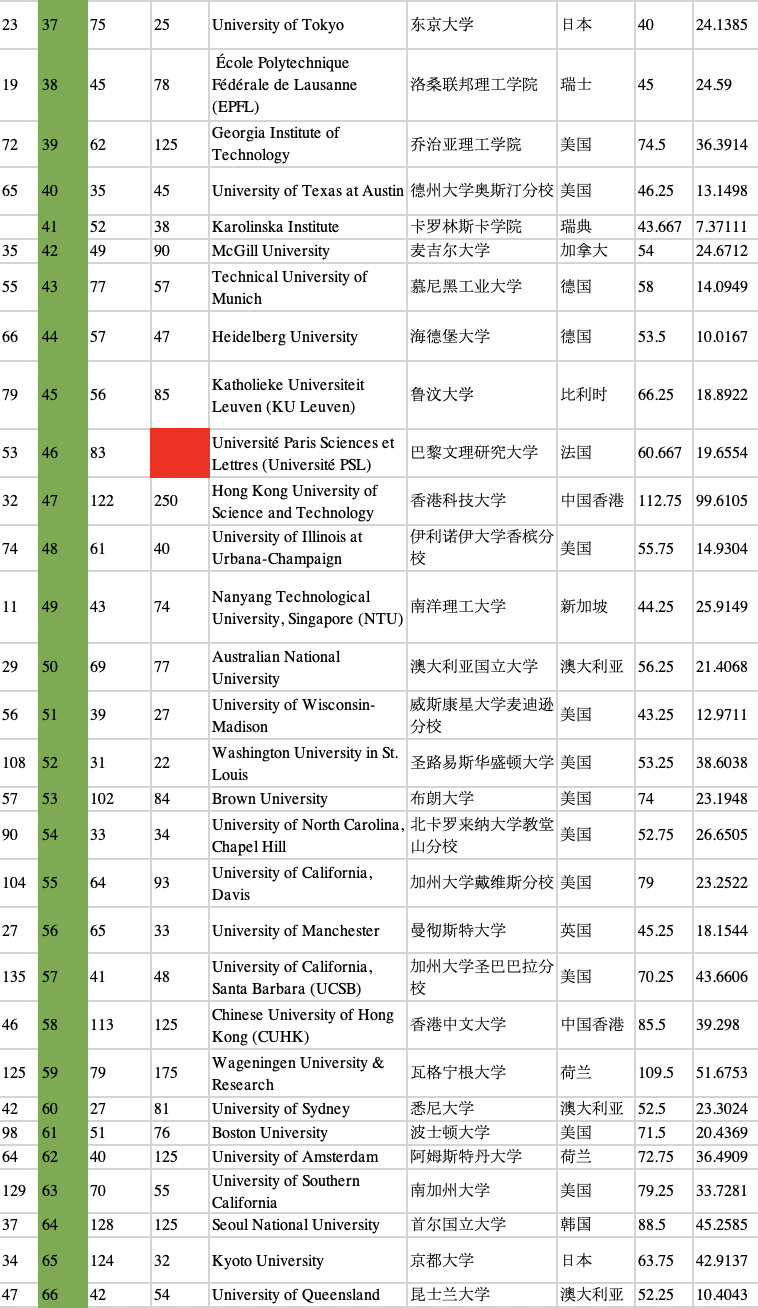 23 37 75 25 University of Tokyo 东京大学 日本 40 24.1385
19 38 45 78 École Polytechnique Fédérale de Lausanne (EPFL) 洛桑联邦理工学院 瑞士 45 24.59
72 39 62 125 Georgia Institute of Technology 乔治亚理工学院 美国 74.5 36.3914
65 40 35 45 University of Texas at Austin 德州大学奥斯汀分校 美国 46.25 13.1498
41 52 38 Karolinska Institute 卡罗林斯卡学院 瑞典 43.667 7.37111
35 42 49 90 McGill University 麦吉尔大学 加拿大 54 24.6712
55 43 77 57 Technical University of Munich 慕尼黑工业大学 德国 58 14.0949
66 44 57 47 Heidelberg University 海德堡大学 德国 53.5 10.0167
79 45 56 85 Katholieke Universiteit Leuven (KU Leuven) 鲁汶大学 比利时 66.25 18.8922
53 46 83 Université Paris Sciences et Lettres (Université PSL) 巴黎文理研究大学 法国 60.667 19.6554
32 47 122 250 Hong Kong University of Science and Technology 香港科技大学 中国香港 112.75 99.6105
74 48 61 40 University of Illinois at Urbana-Champaign 伊利诺伊大学香槟分校 美国 55.75 14.9304
11 49 43 74 Nanyang Technological University, Singapore (NTU) 南洋理工大学 新加坡 44.25 25.9149
29 50 69 77 Australian National University 澳大利亚国立大学 澳大利亚 56.25 21.4068
56 51 39 27 University of Wisconsin-Madison 威斯康星大学麦迪逊分校 美国 43.25 12.9711
108 52 31 22 Washington University in St. Louis 圣路易斯华盛顿大学 美国 53.25 38.6038
57 53 102 84 Brown University 布朗大学 美国 74 23.1948
90 54 33 34 University of North Carolina, Chapel Hill 北卡罗来纳大学教堂山分校 美国 52.75 26.6505
104 55 64 93 University of California, Davis 加州大学戴维斯分校 美国 79 23.2522
27 56 65 33 University of Manchester 曼彻斯特大学 英国 45.25 18.1544
135 57 41 48 University of California, Santa Barbara (UCSB) 加州大学圣巴巴拉分校 美国 70.25 43.6606
46 58 113 125 Chinese University of Hong Kong (CUHK) 香港中文大学 中国香港 85.5 39.298
125 59 79 175 Wageningen University & Research 瓦格宁根大学 荷兰 109.5 51.6753
42 60 27 81 University of Sydney 悉尼大学 澳大利亚 52.5 23.3024
98 61 51 76 Boston University 波士顿大学 美国 71.5 20.4369
64 62 40 125 University of Amsterdam 阿姆斯特丹大学 荷兰 72.75 36.4909
129 63 70 55 University of Southern California 南加州大学 美国 79.25 33.7281
37 64 128 125 Seoul National University 首尔国立大学 韩国 88.5 45.2585
34 65 124 32 Kyoto University 京都大学 日本 63.75 42.9137
47 66 42 54 University of Queensland 昆士兰大学 澳大利亚 52.25 10.4043